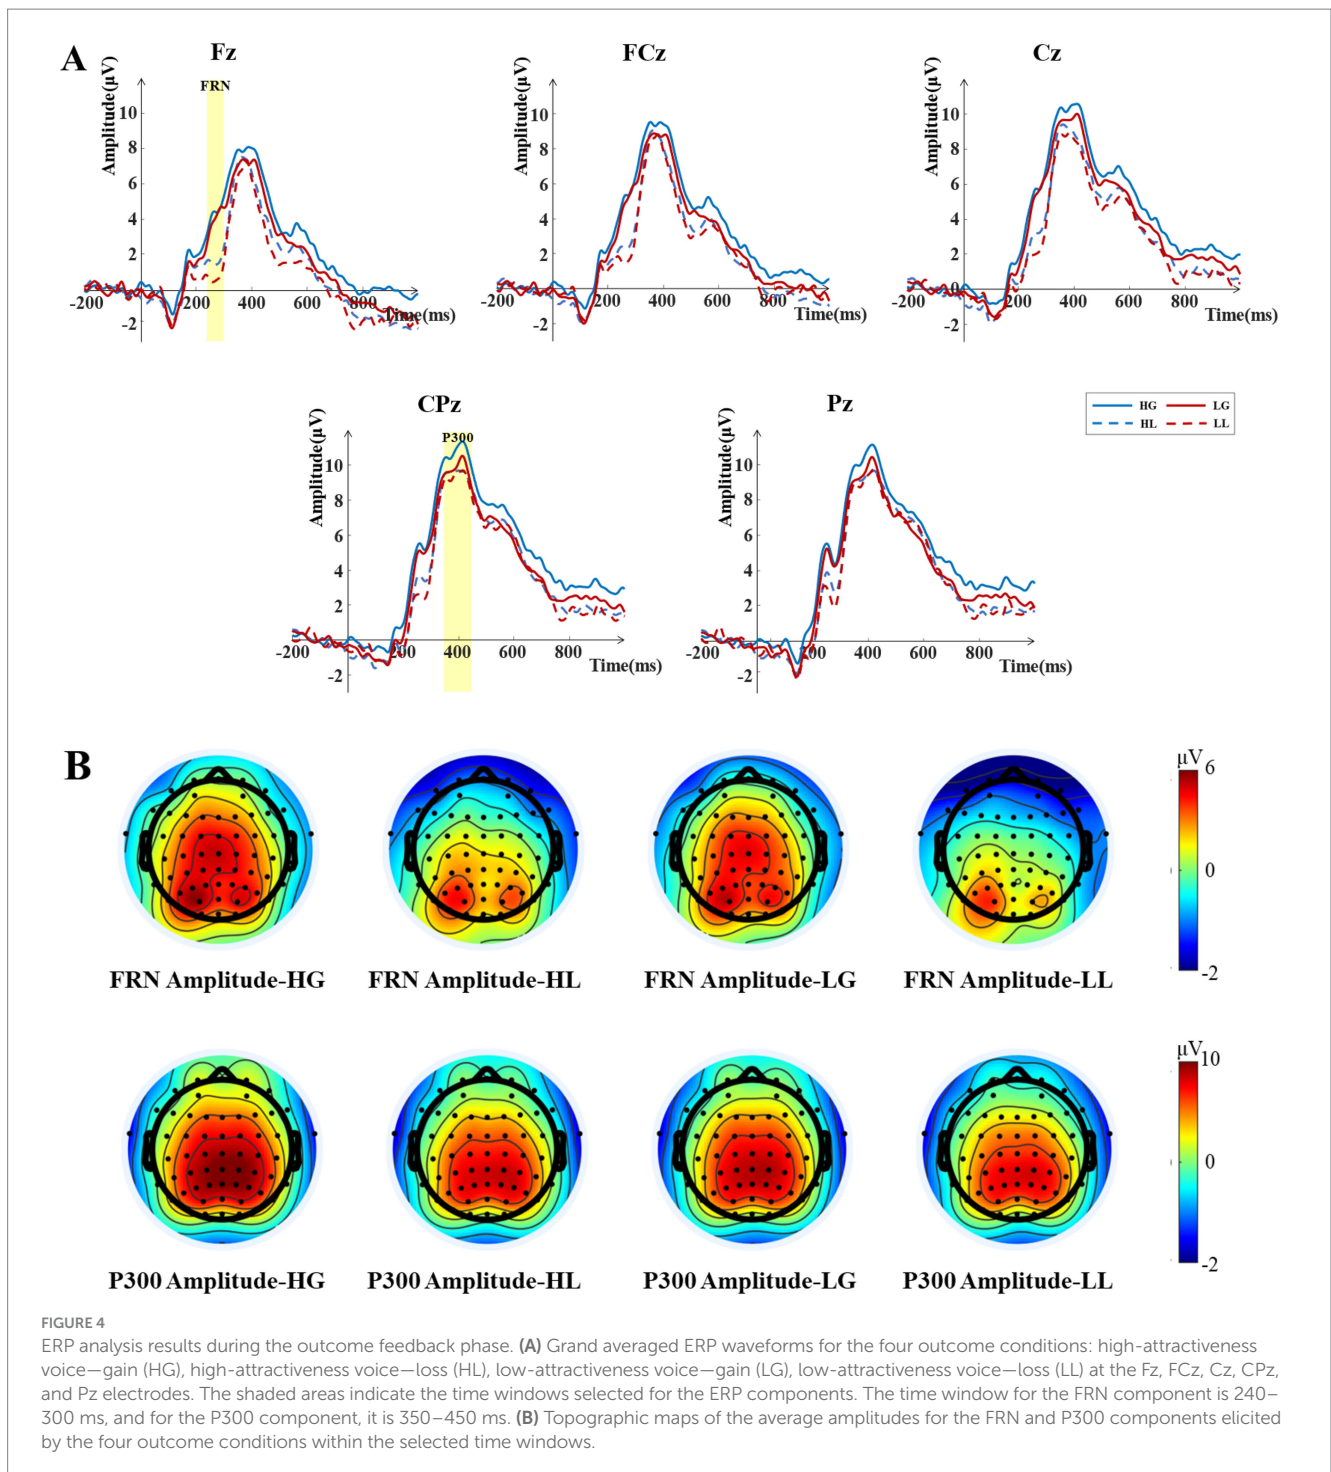 A
Fz
FCz
Cz
Amplitude(μV)
FRN
10
8
6
4
2
-200
200
400
600
800
-2
Time(ms)
Amplitude(μV)
10
8
6
4
2
0
-200
200
400
600
800
-2
Time(ms)
Amplitude(μV)
10
8
6
4
2
0
-200
200
400
600
800
-2
Time(ms)
CPz
Pz
Amplitude(μV)
P300
10
8
6
4
2
-200
200
400
600
800
-2
Time(ms)
Amplitude(μV)
10
8
6
4
2
-200
200
400
600
800
-2
Time(ms)
HG LG
HL LL
B
μV 6
0
-2
FRN Amplitude-HG FRN Amplitude-HL FRN Amplitude-LG FRN Amplitude-LL
μV 10
0
-2
P300 Amplitude-HG P300 Amplitude-HL P300 Amplitude-LG P300 Amplitude-LL
FIGURE 4
ERP analysis results during the outcome feedback phase. (A) Grand averaged ERP waveforms for the four outcome conditions: high-attractiveness
voice—gain (HG), high-attractiveness voice—loss (HL), low-attractiveness voice—gain (LG), low-attractiveness voice—loss (LL) at the Fz, FCz, Cz, CPz,
and Pz electrodes. The shaded areas indicate the time windows selected for the ERP components. The time window for the FRN component is 240–
300 ms, and for the P300 component, it is 350–450 ms. (B) Topographic maps of the average amplitudes for the FRN and P300 components elicited
by the four outcome conditions within the selected time windows.